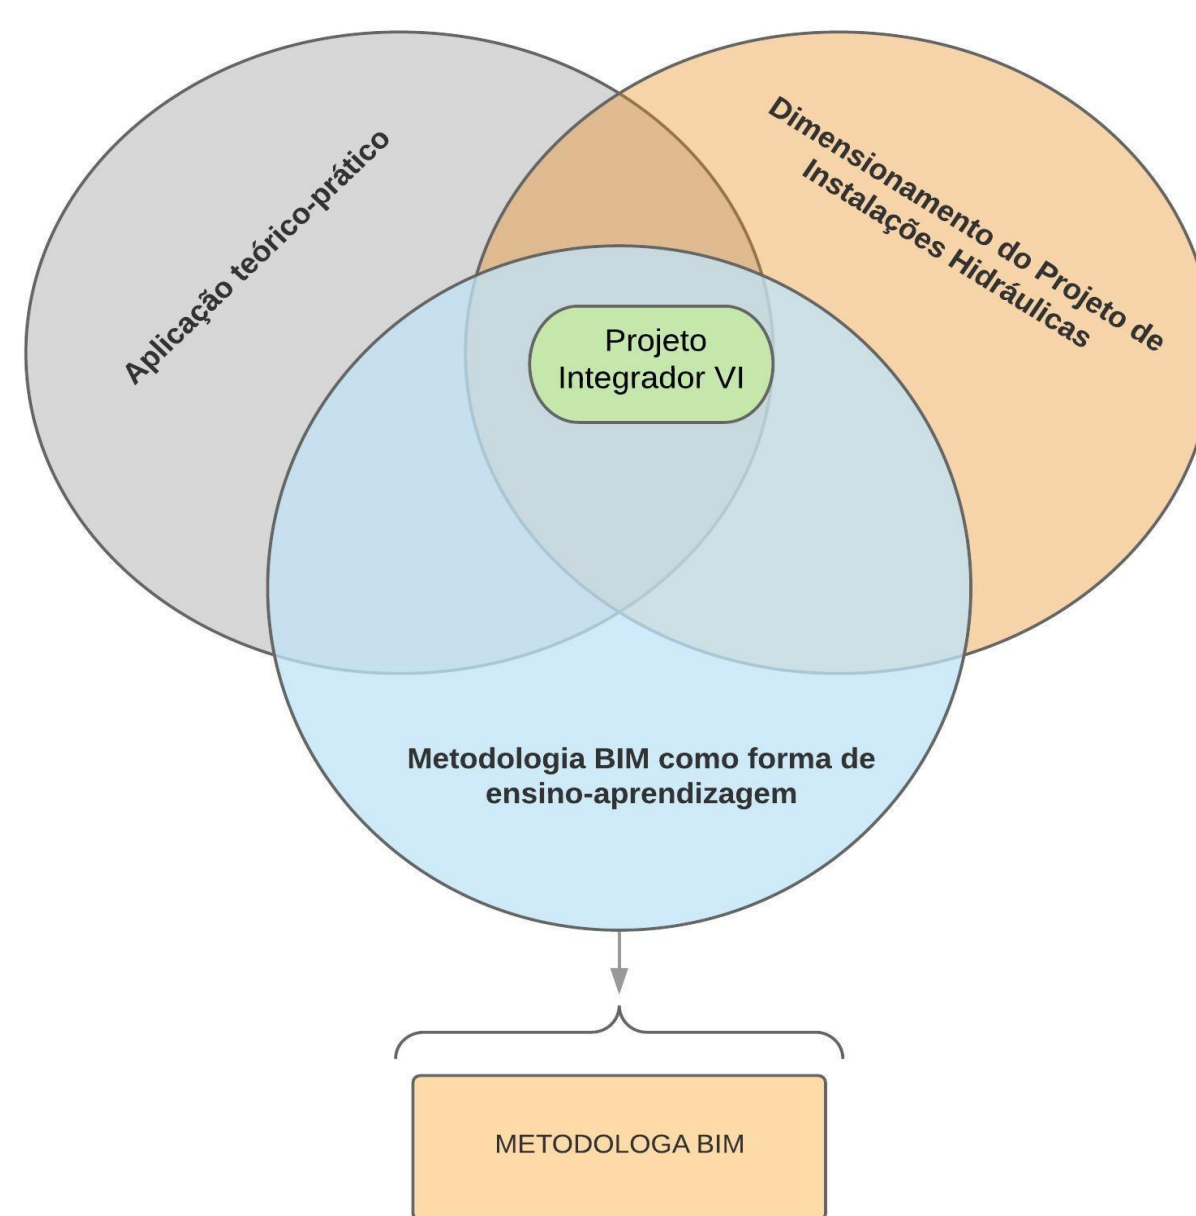 Aplicação teórico-prático
Dimensionamento do Projeto de
Instalações Hidráulicas
Projeto
Integrador VI
Metodologia BIM como forma de
ensino-aprendizagem
METODOLOGA BIM